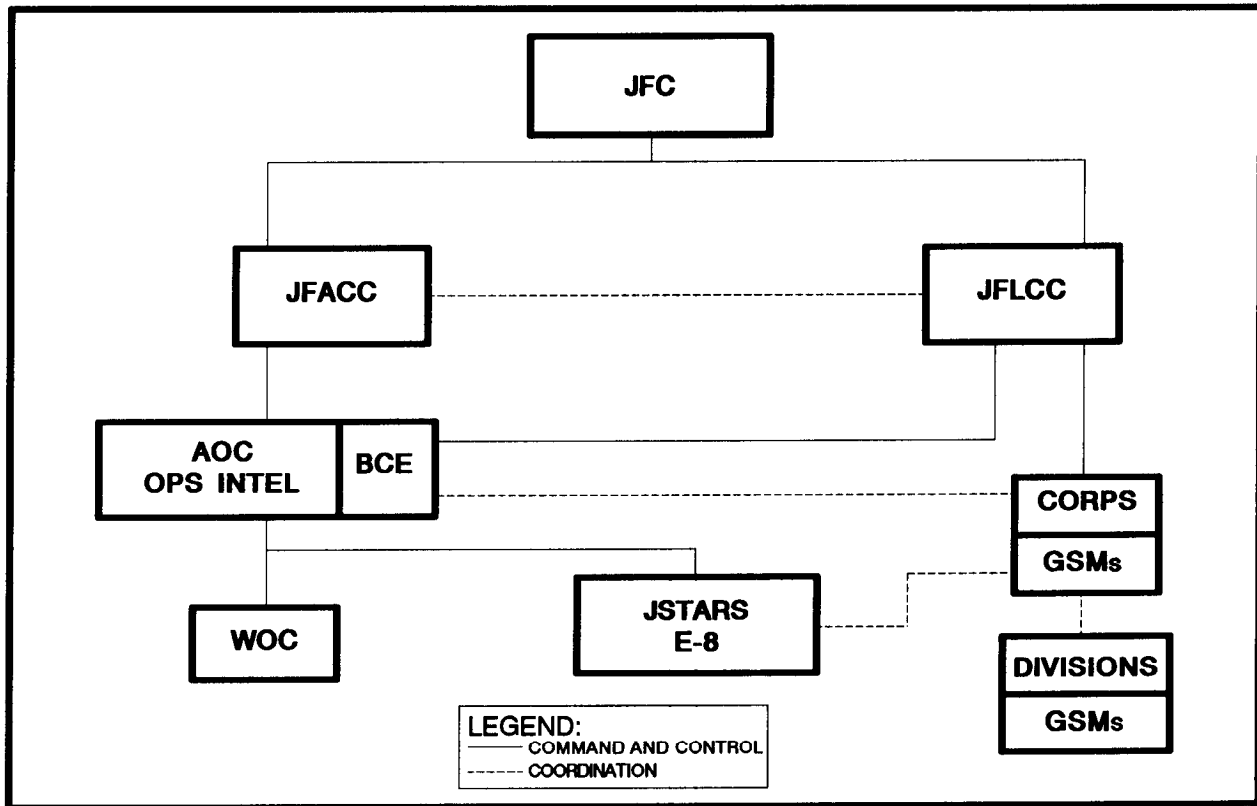 JFC
JFACC
JFLCC
AOC
OPS INTEL
BCE
CORPS
GSMs
JSTARS
E-8
WOC
DIVISIONS
GSMs
LEGEND:
COMMAND AND CONTROL
COORDINATION